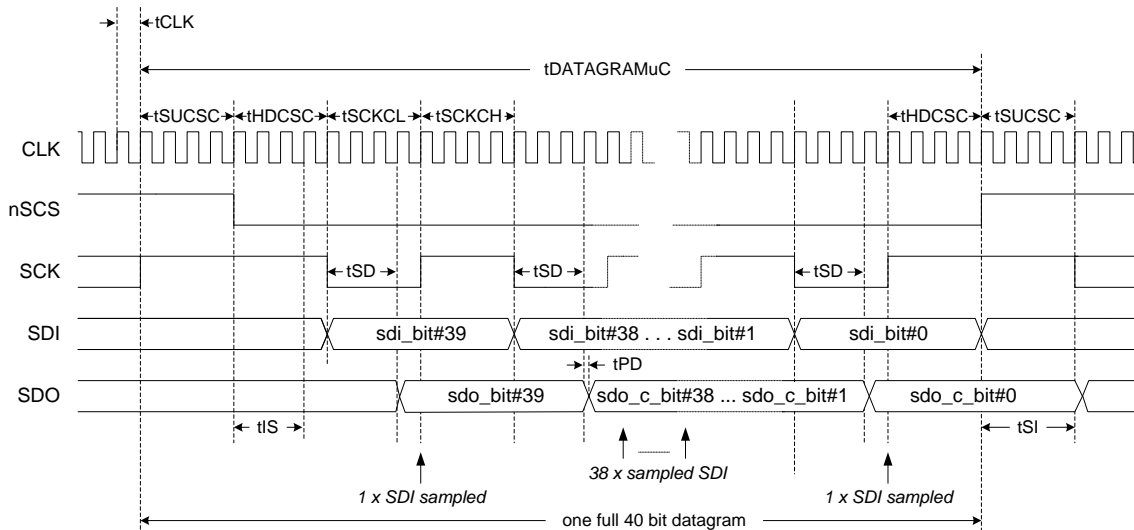 tCLK
tDATAGRAMuC
tSUCSC tHDCSC tSCKCL tSCKCH tHDCSC tSUCSC
CLK
nSCS
SCK tSD tSD tSD
SDI sdi_bit#39 sdi_bit#38 . . . sdi_bit#1 sdi_bit#0
tPD
SDO sdo_bit#39 sdo_c_bit#38 ... sdo_c_bit#1 sdo_c_bit#0
tIS tSI
38 x sampled SDI
1 x SDI sampled 1 x SDI sampled
one full 40 bit datagram